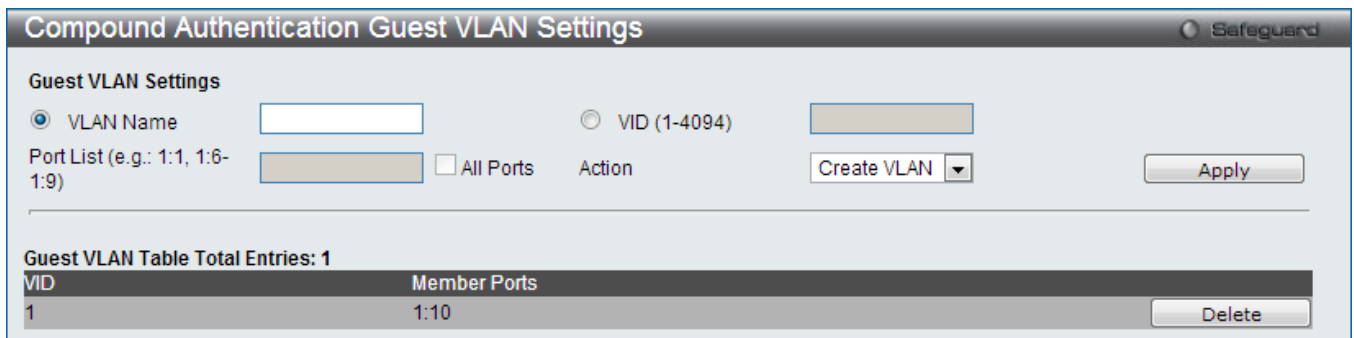 Compound Authentication Guest VLAN Settings
Safeguard
Guest VLAN Settings
VLAN Name
VID (1-4094)
Port List (e.g.: 1:1, 1:6-
1:9)
All Ports
Action
Create VLAN
Apply
Guest VLAN Table Total Entries: 1
VID Member Ports
1 1:10 Delete